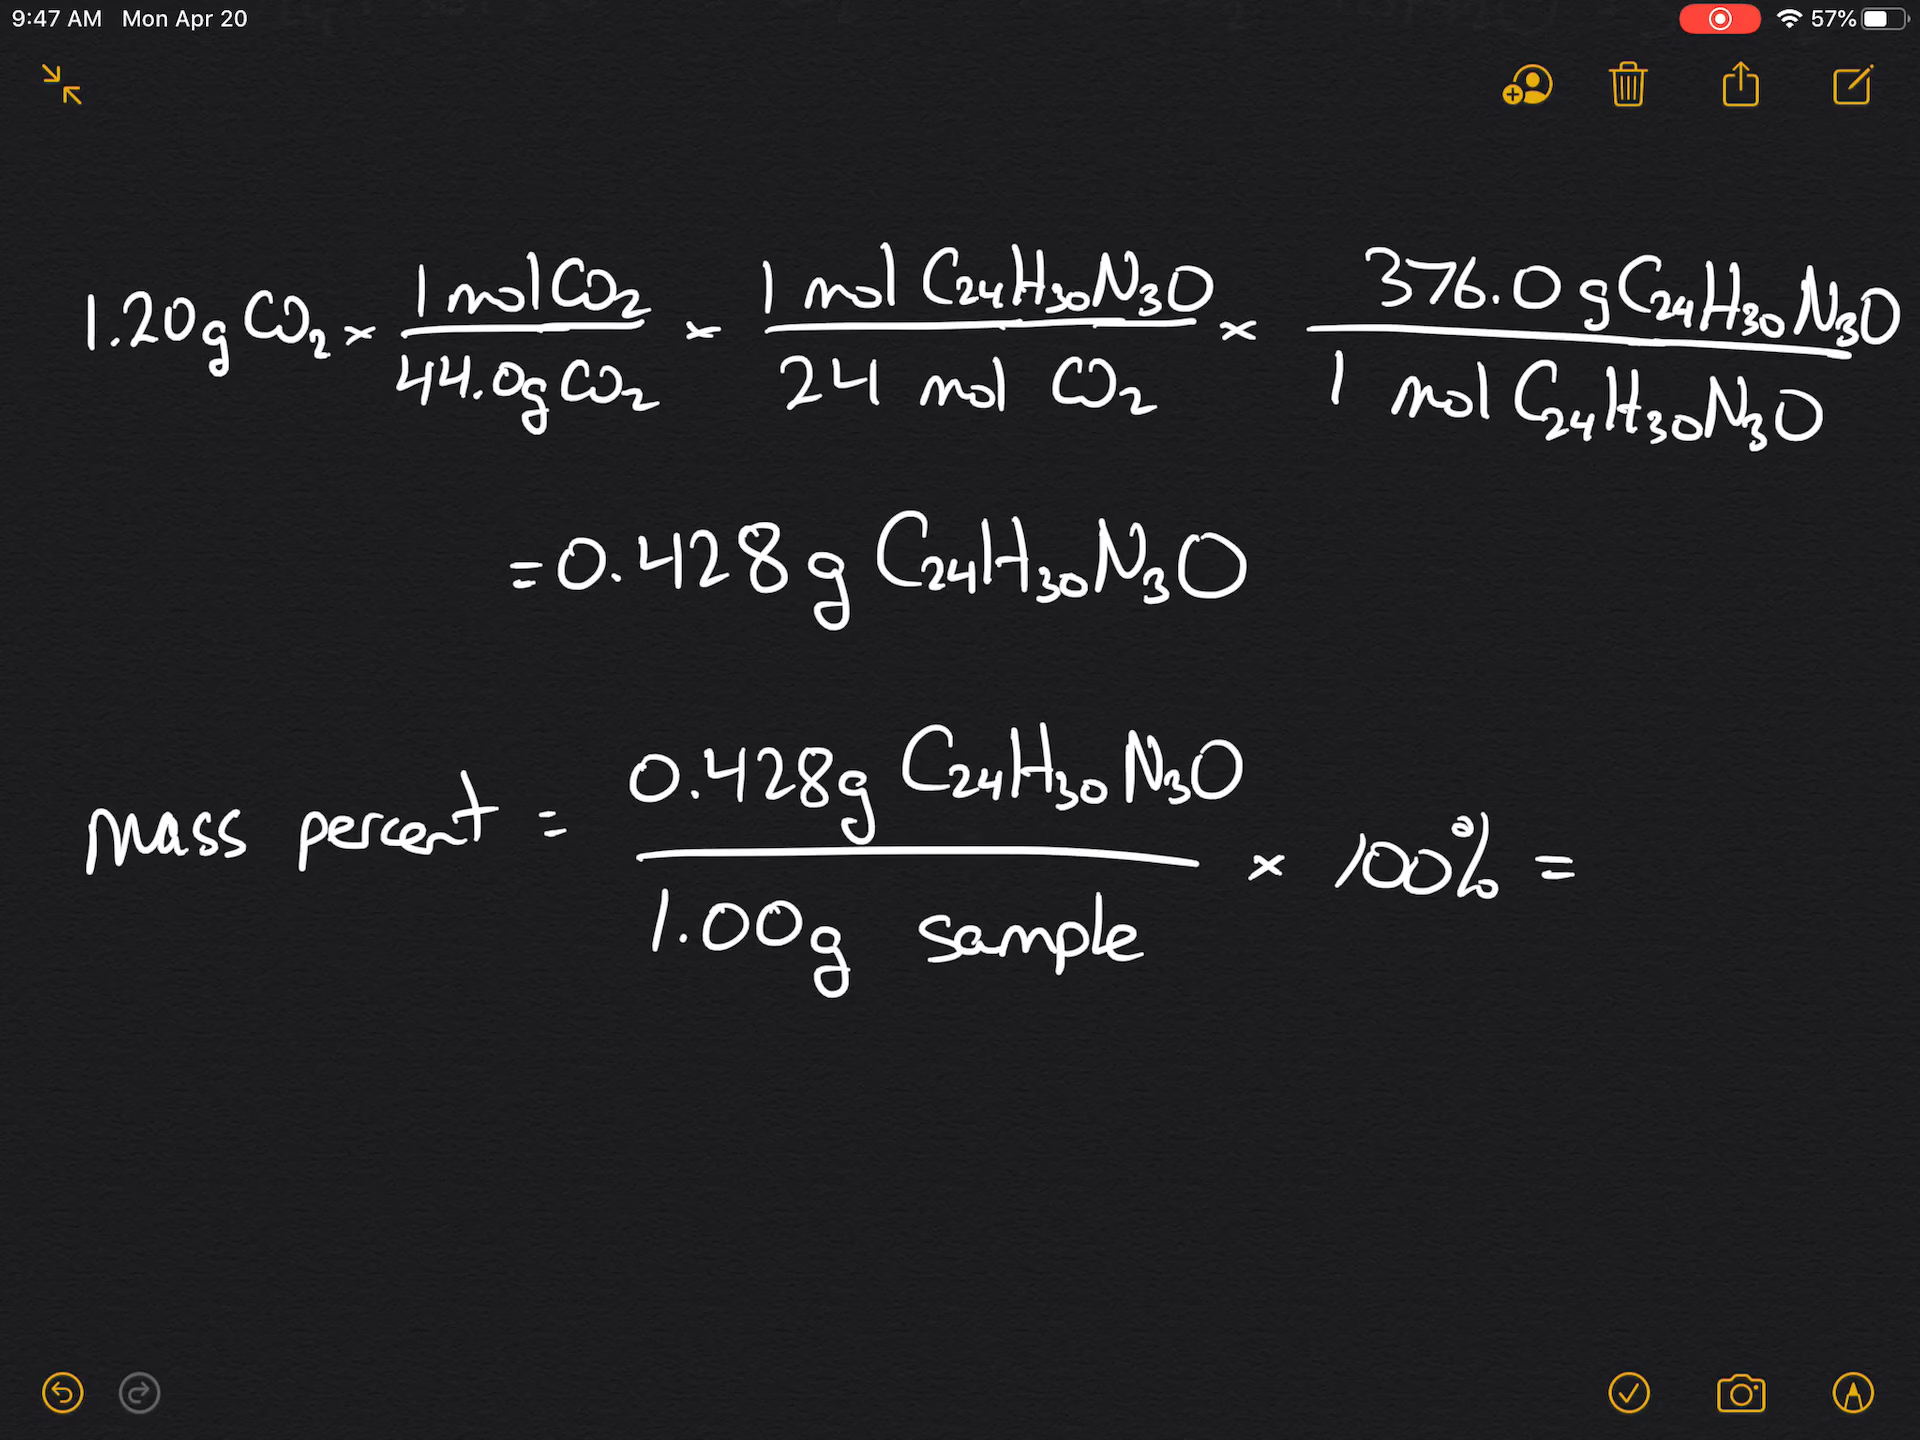 9:47 AM Mon Apr 20 57%
1.20g CO₂ × 1 mol CO₂ / 44.0g CO₂ × 1 mol C₂₄H₃₀N₃O / 24 mol CO₂ × 376.0 g C₂₄H₃₀N₃O / 1 mol C₂₄H₃₀N₃O
= 0.428 g C₂₄H₃₀N₃O
mass percent = 0.428g C₂₄H₃₀N₃O / 1.00g sample × 100% =